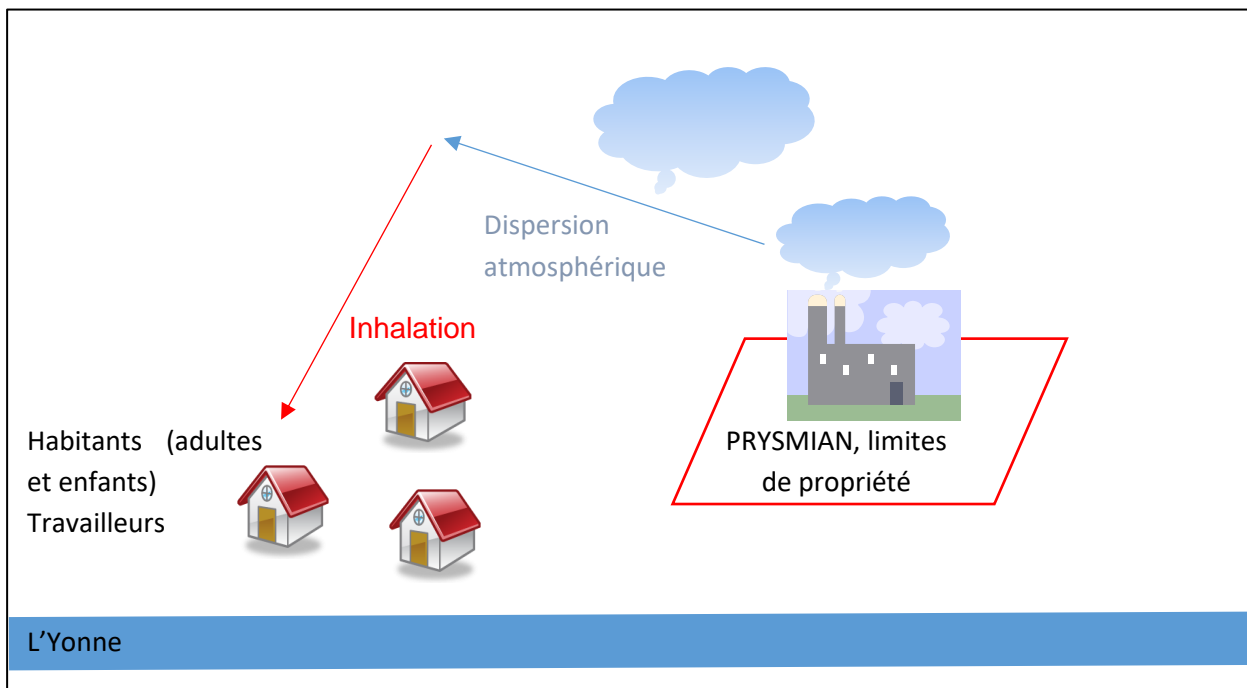 Dispersion
atmosphérique
Inhalation
Habitants (adultes
et enfants)
Travailleurs
PRYSMIAN, limites
de propriété
L’Yonne